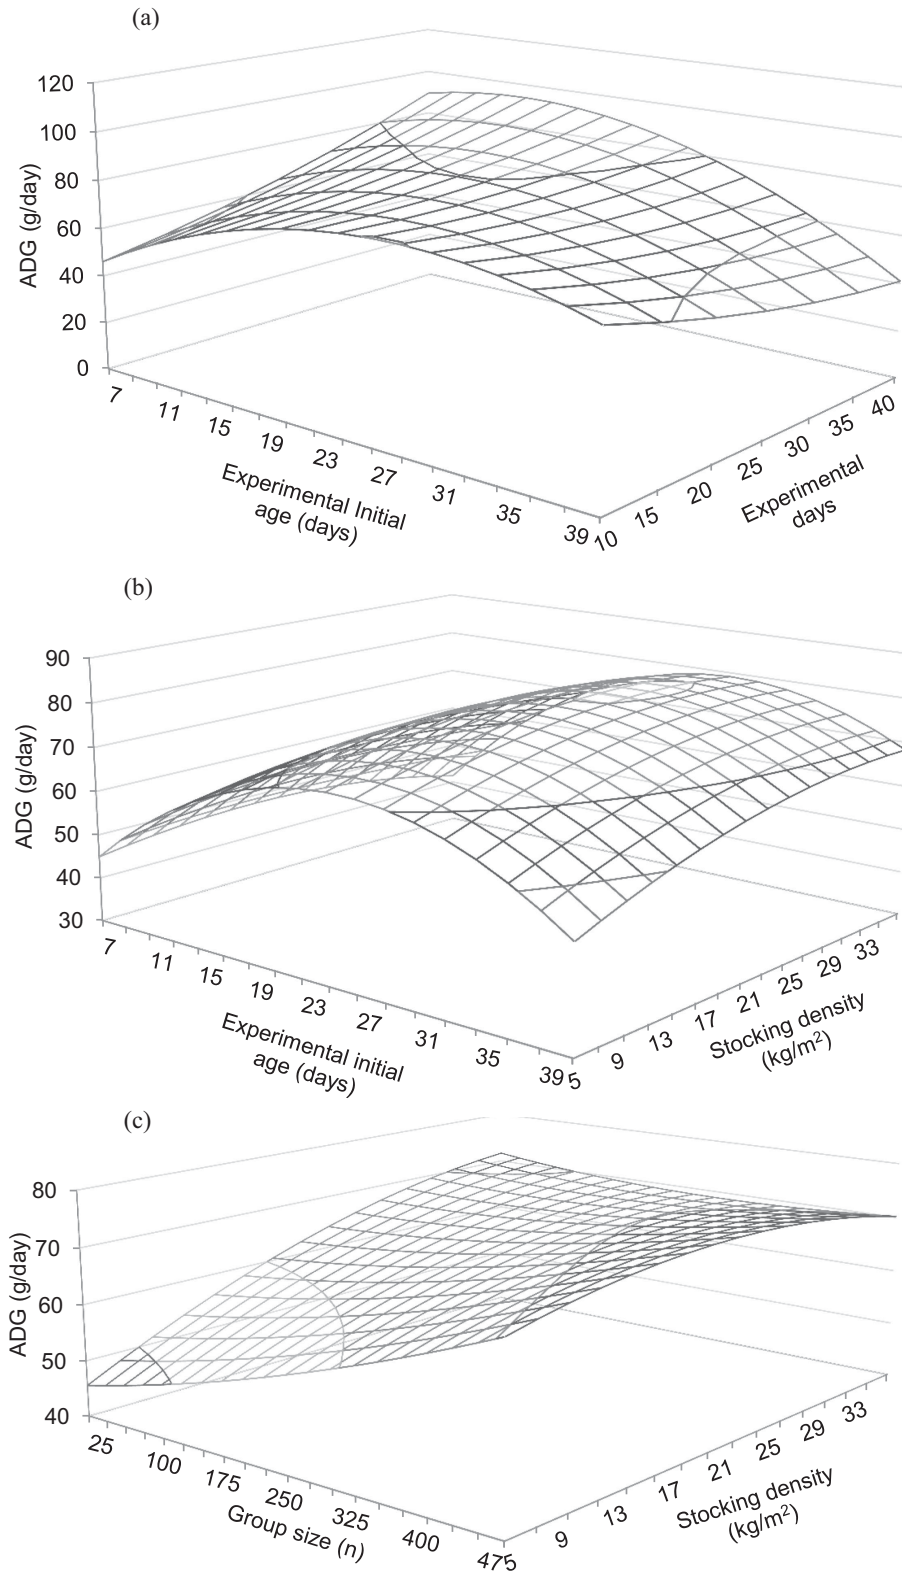 (a)
120
100
80
60
40
20
0
ADG (g/day)
7 11 15 19 23 27 31 35 39
Experimental Initial
age (days)
10 15 20 25 30 35 40
Experimental
days
(b)
90
80
70
60
50
40
30
ADG (g/day)
7 11 15 19 23 27 31 35 39
Experimental initial
age (days)
5 9 13 17 21 25 29 33
Stocking density
(kg/m²)
(c)
80
70
60
50
40
ADG (g/day)
25 100 175 250 325 400 475
Group size (n)
5 9 13 17 21 25 29 33
Stocking density
(kg/m²)